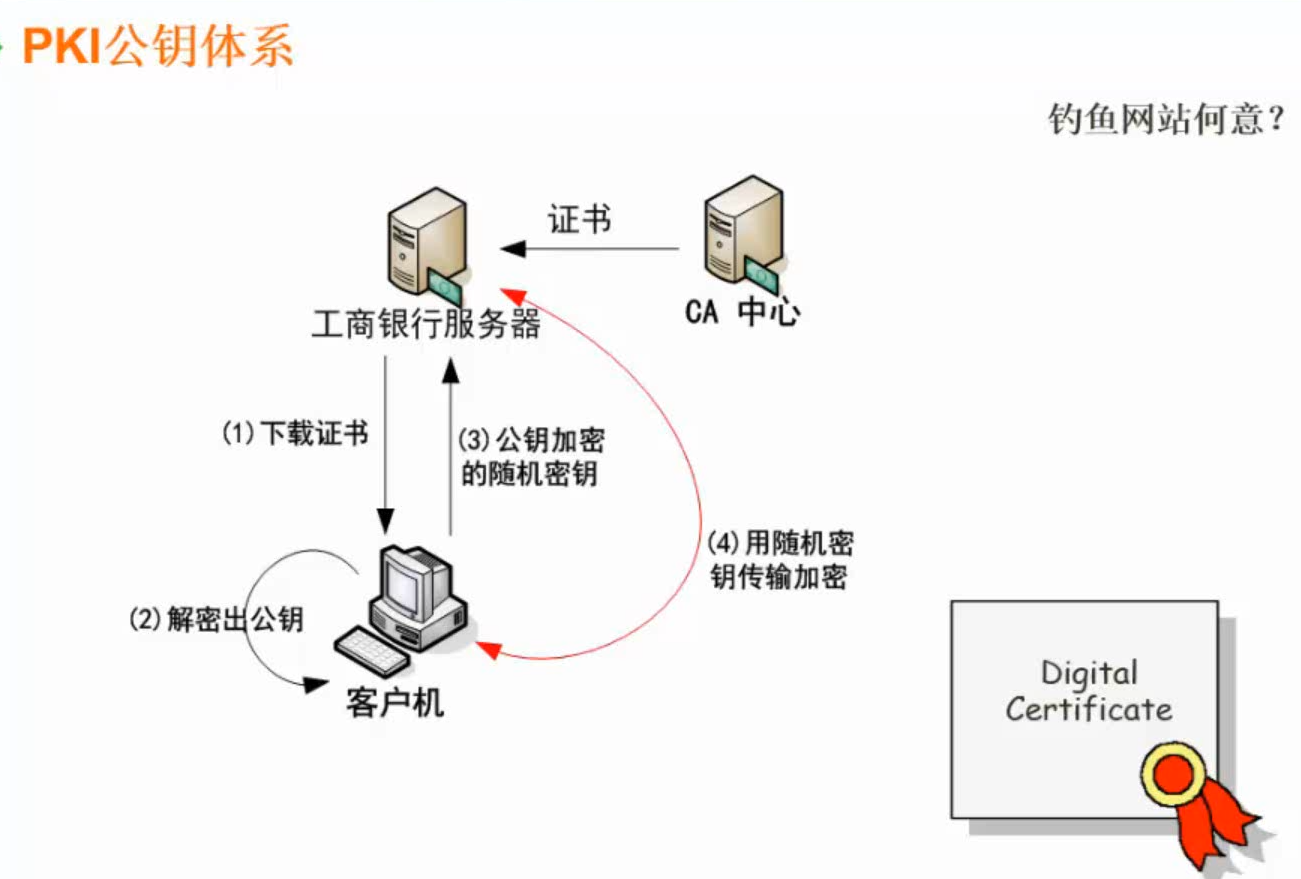 PKI公钥体系
钓鱼网站何意？
证书
CA 中心
工商银行服务器
(1)下载证书
(3)公钥加密
的随机密钥
(4)用随机密
钥传输加密
(2)解密出公钥
客户机
Digital
Certificate